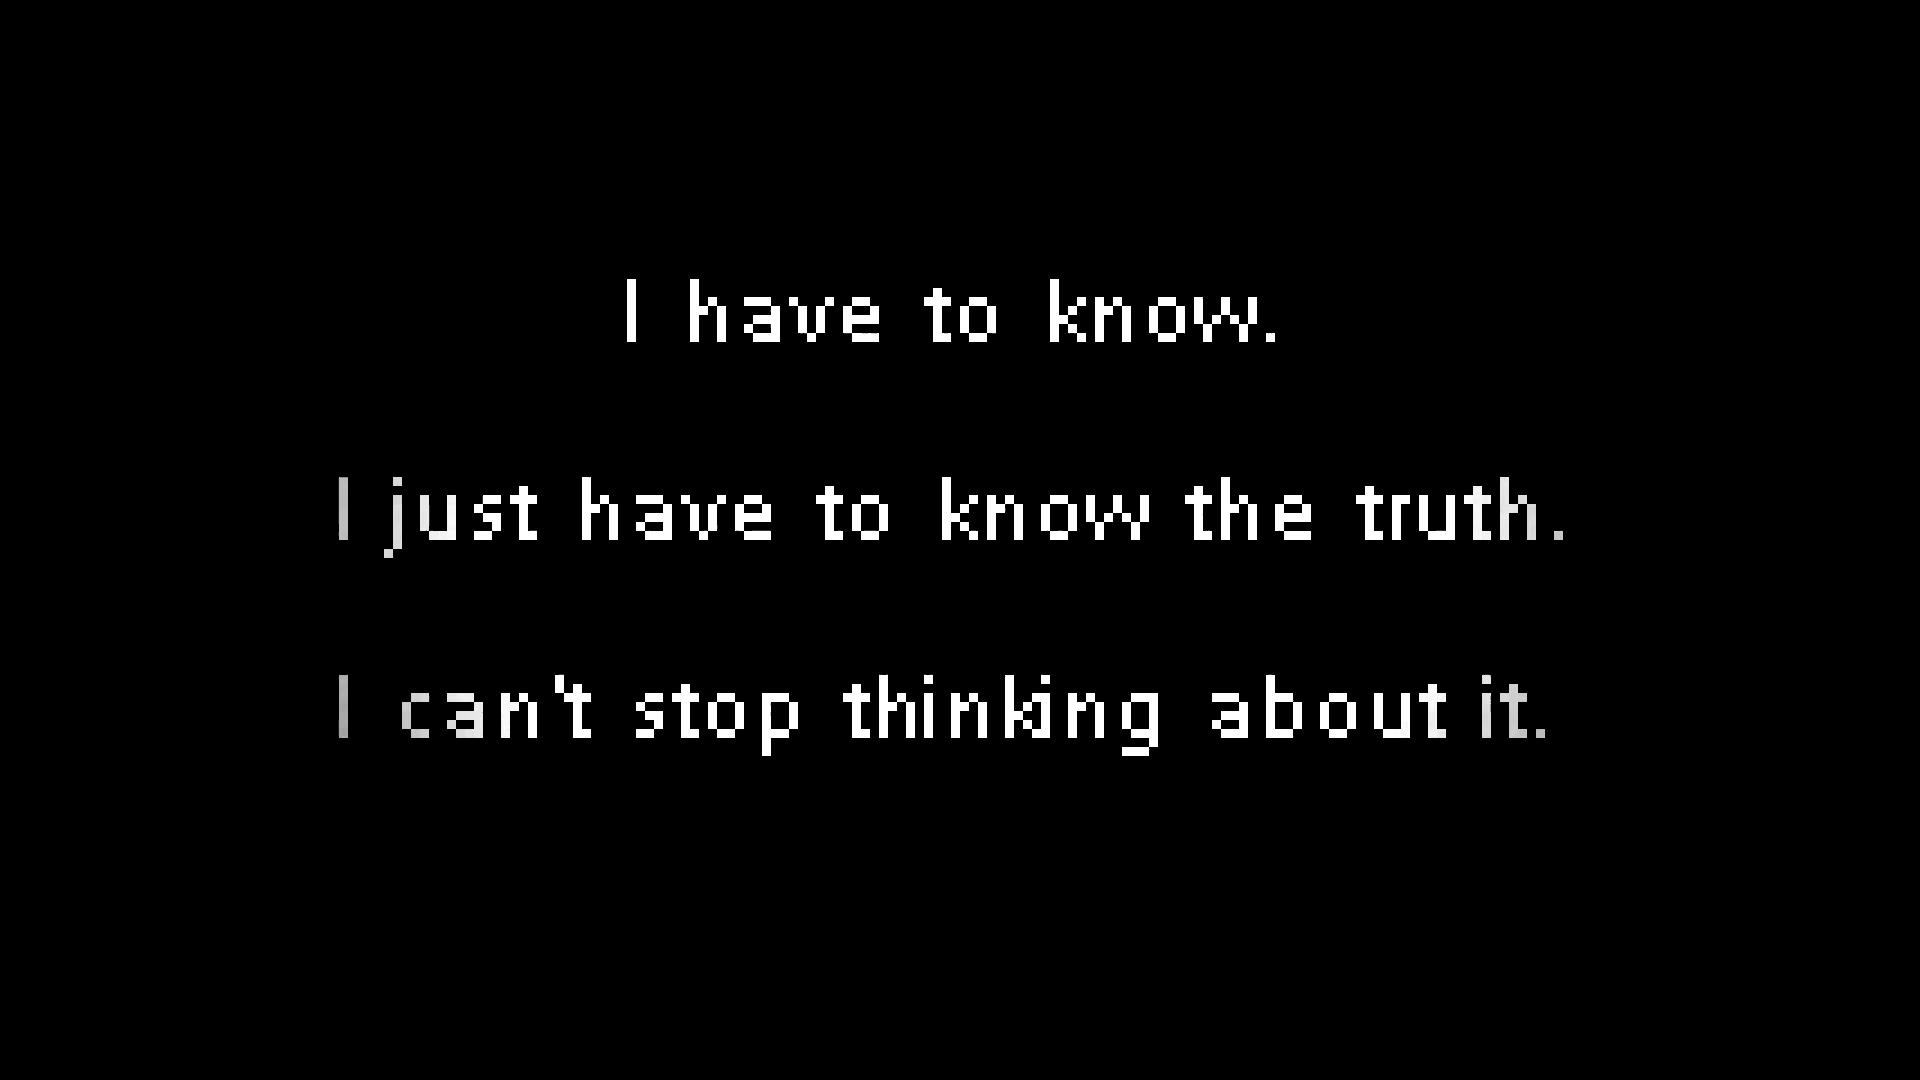 I have to know.
I just have to know the truth.
I can't stop thinking about it.